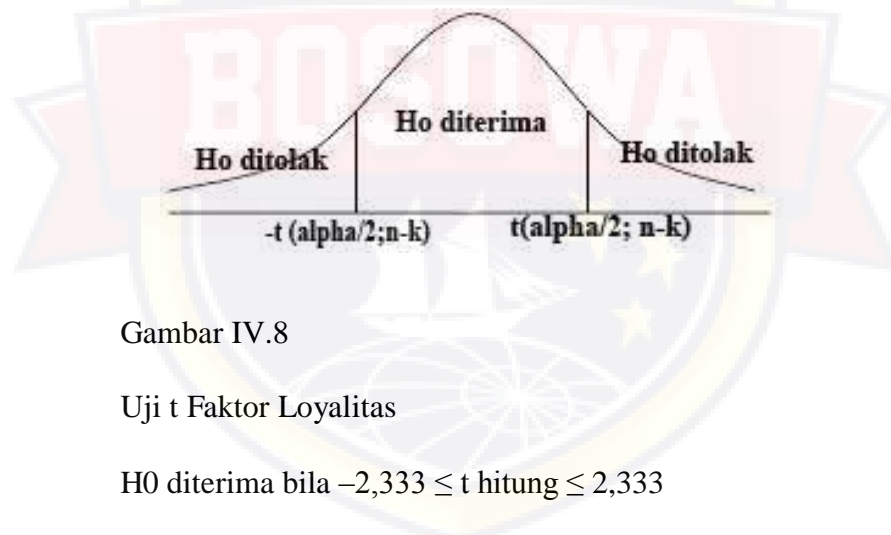 BOSOWA
Ho diterima
Ho ditolak
Ho ditolak
-t (alpha/2;n-k)
t(alpha/2; n-k)
Gambar IV.8
Uji t Faktor Loyalitas
H0 diterima bila –2,333 ≤ t hitung ≤ 2,333